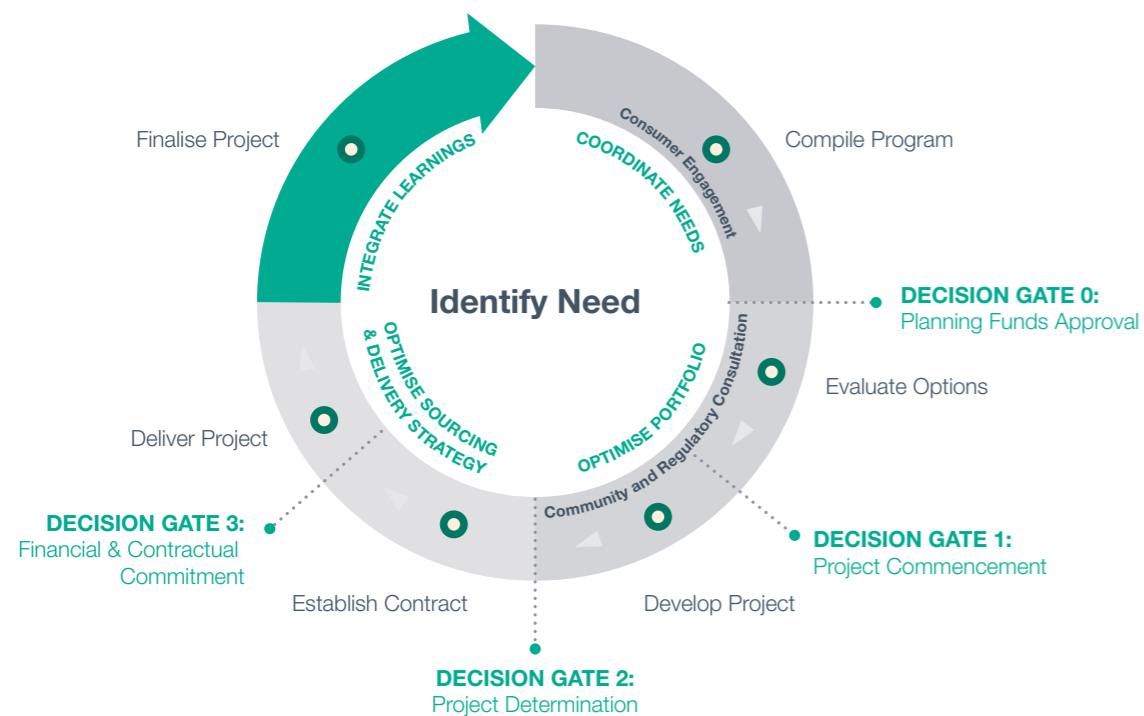 Finalise Project
Compile Program
Consumer Engagement
COORDINATE NEEDS
INTEGRATE LEARNINGS
Identify Need
DECISION GATE 0:
Planning Funds Approval
Evaluate Options
Community and Regulatory Consultation
OPTIMISE PORTFOLIO
OPTIMISE SOURCING
& DELIVERY STRATEGY
Deliver Project
DECISION GATE 3:
Financial & Contractual
Commitment
DECISION GATE 1:
Project Commencement
Establish Contract
Develop Project
DECISION GATE 2:
Project Determination